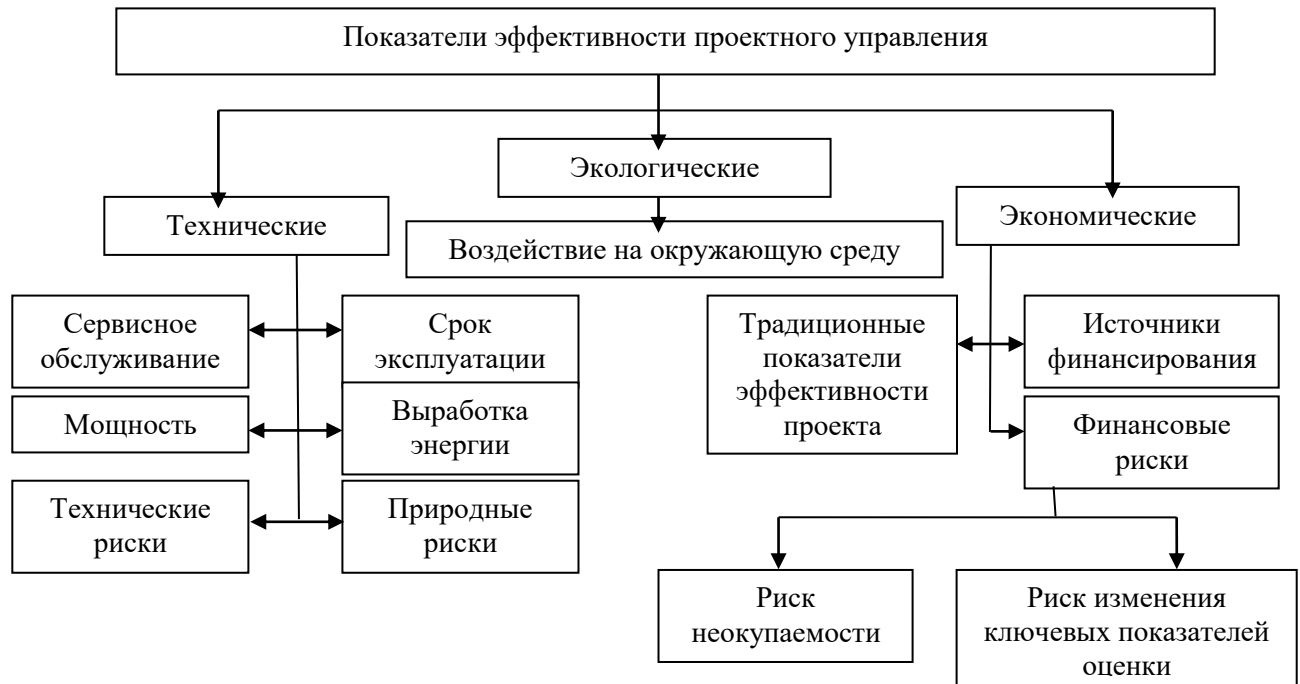 Показатели эффективности проектного управления
Экологические
Технические
Экономические
Воздействие на окружающую среду
Сервисное
обслуживание
Срок
эксплуатации
Традиционные
показатели
эффективности
проекта
Источники
финансирования
Мощность
Выработка
энергии
Финансовые
риски
Технические
риски
Природные
риски
Риск
неокупаемости
Риск изменения
ключевых показателей
оценки